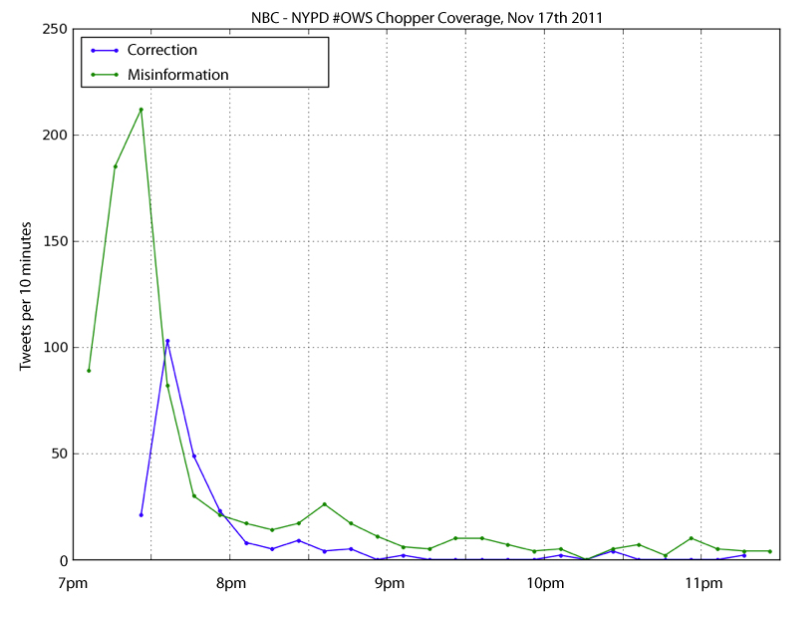 NBC - NYPD #OWS Chopper Coverage, Nov 17th 2011
250
Correction
Misinformation
200
150
100
50
0
Tweets per 10 minutes
7pm 8pm 9pm 10pm 11pm